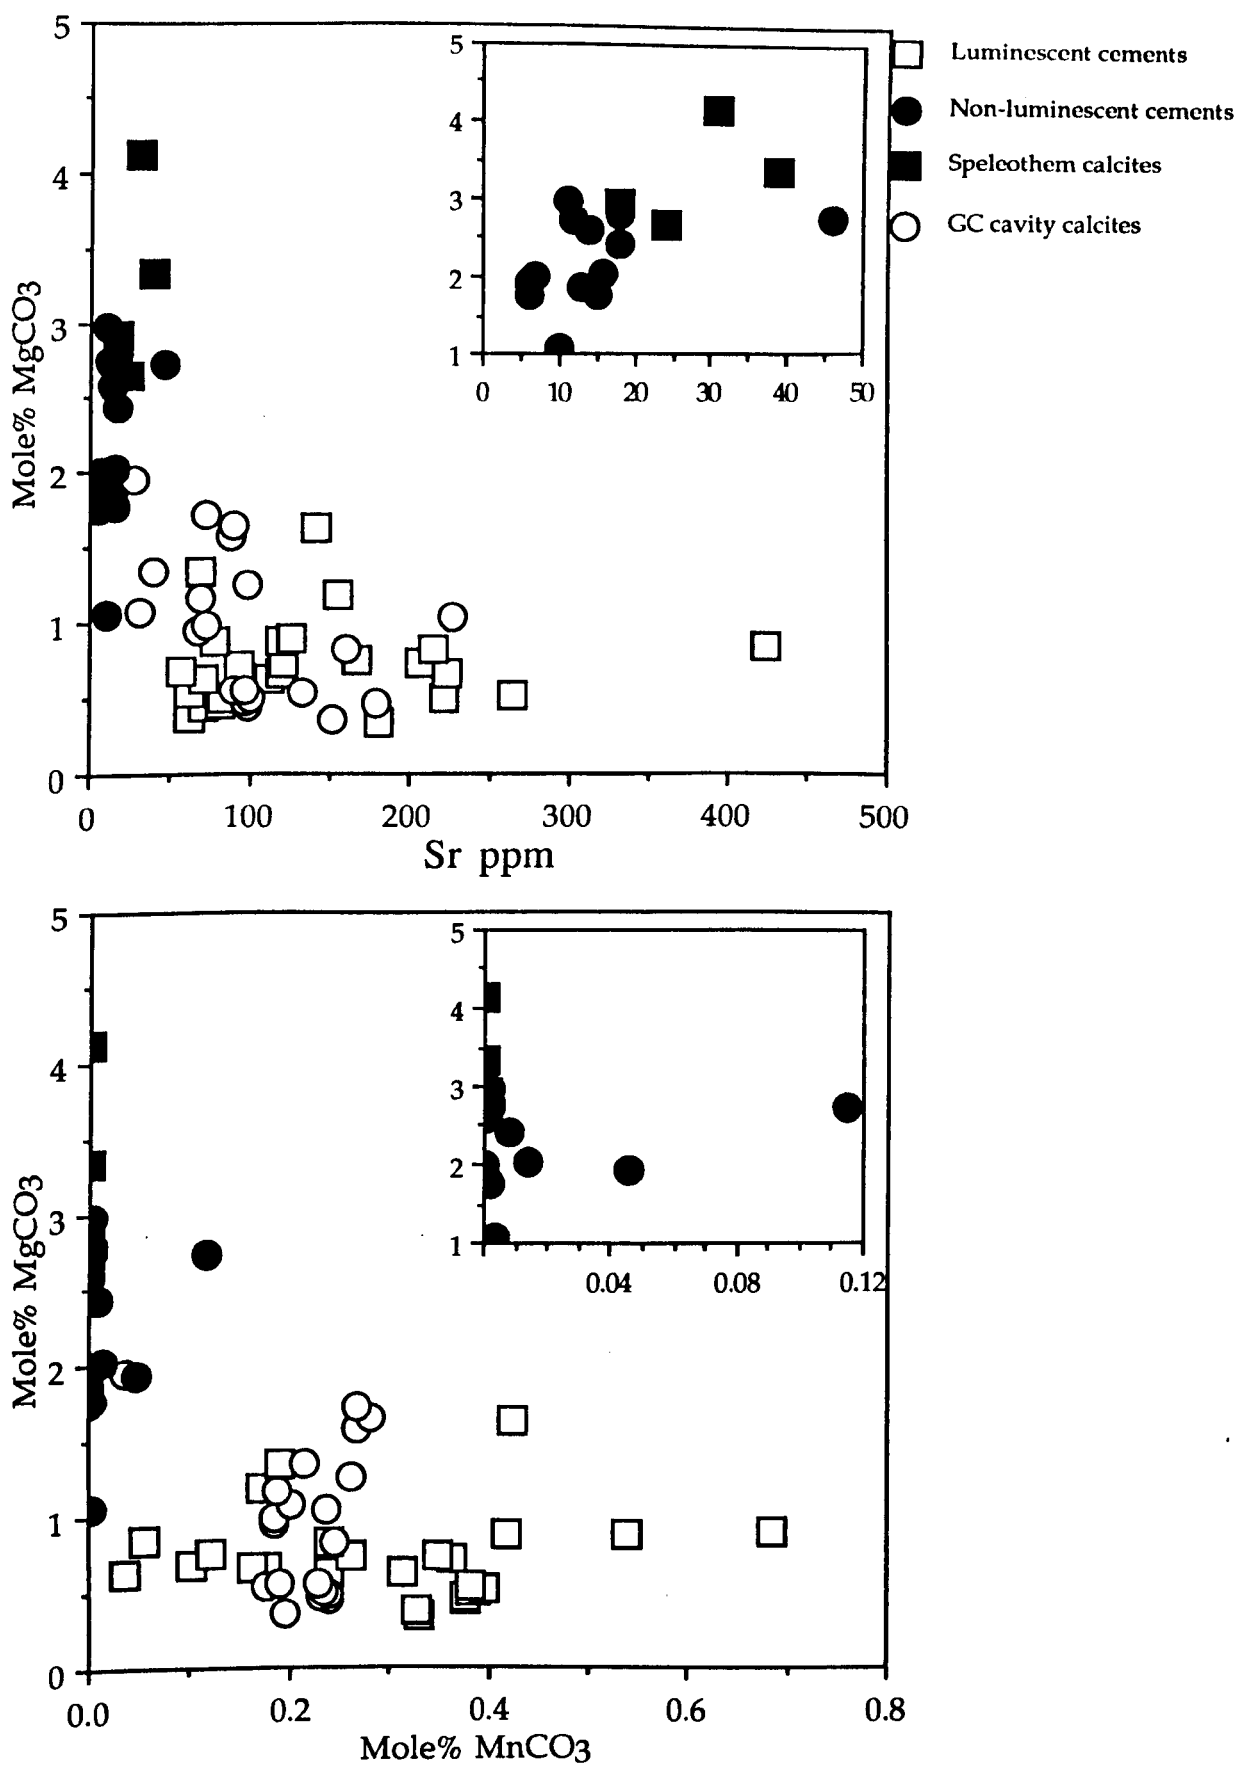 5
4
3
2
1
0
Mole% MgCO3
0 100 200 300 400 500
Sr ppm
5
4
3
2
1
0 10 20 30 40 50
Luminescent cements
Non-luminescent cements
Speleothem calcites
GC cavity calcites
5
4
3
2
1
0
Mole% MgCO3
0.0 0.2 0.4 0.6 0.8
Mole% MnCO3
5
4
3
2
1
0.04 0.08 0.12